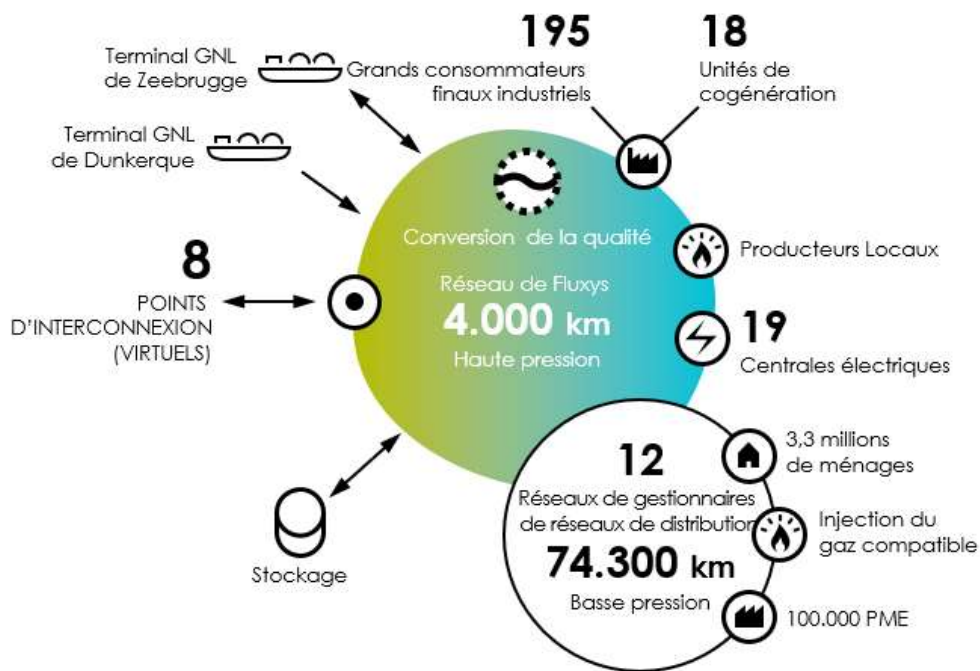 195
Grands consommateurs
finaux industriels
18
Unités de
cogénération
Terminal GNL
de Zeebrugge
Terminal GNL
de Dunkerque
Conversion de la qualité
Producteurs Locaux
8
POINTS
D'INTERCONNEXION
(VIRTUELS)
Réseau de Fluxys
4.000 km
Haute pression
19
Centrales électriques
12
Réseaux de gestionnaires
de réseaux de distribution
74.300 km
Basse pression
3,3 millions
de ménages
Injection du
gaz compatible
100.000 PME
Stockage